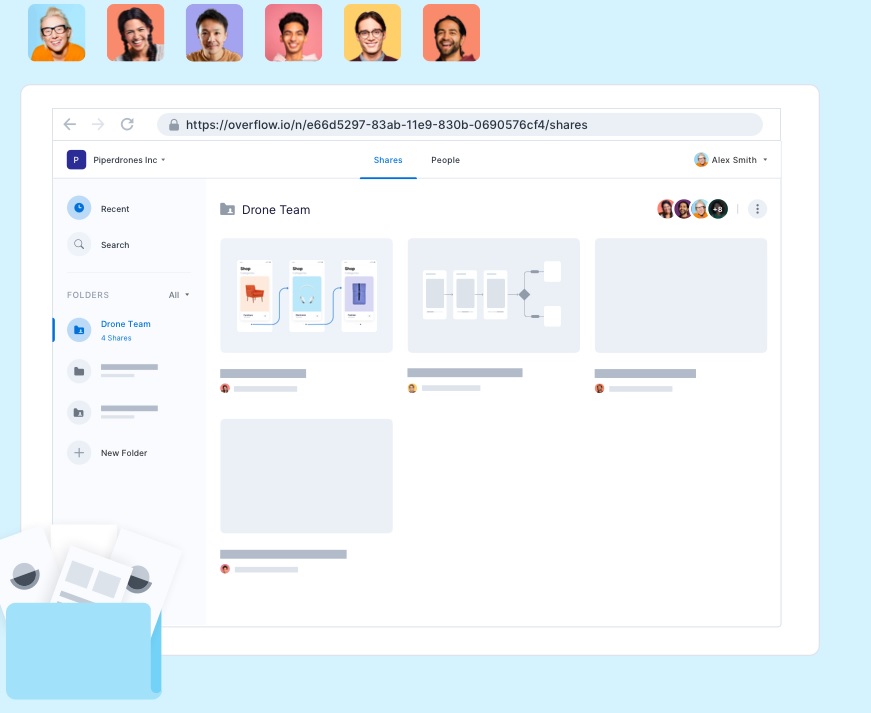 https://overflow.io/n/e66d5297-83ab-11e9-830b-0690576cf4/shares
P Piperdrones Inc
Shares
People
Alex Smith
Recent
Search
FOLDERS
All
Drone Team
4 Shares
New Folder
Drone Team
+8
Shop
Shop
Shop